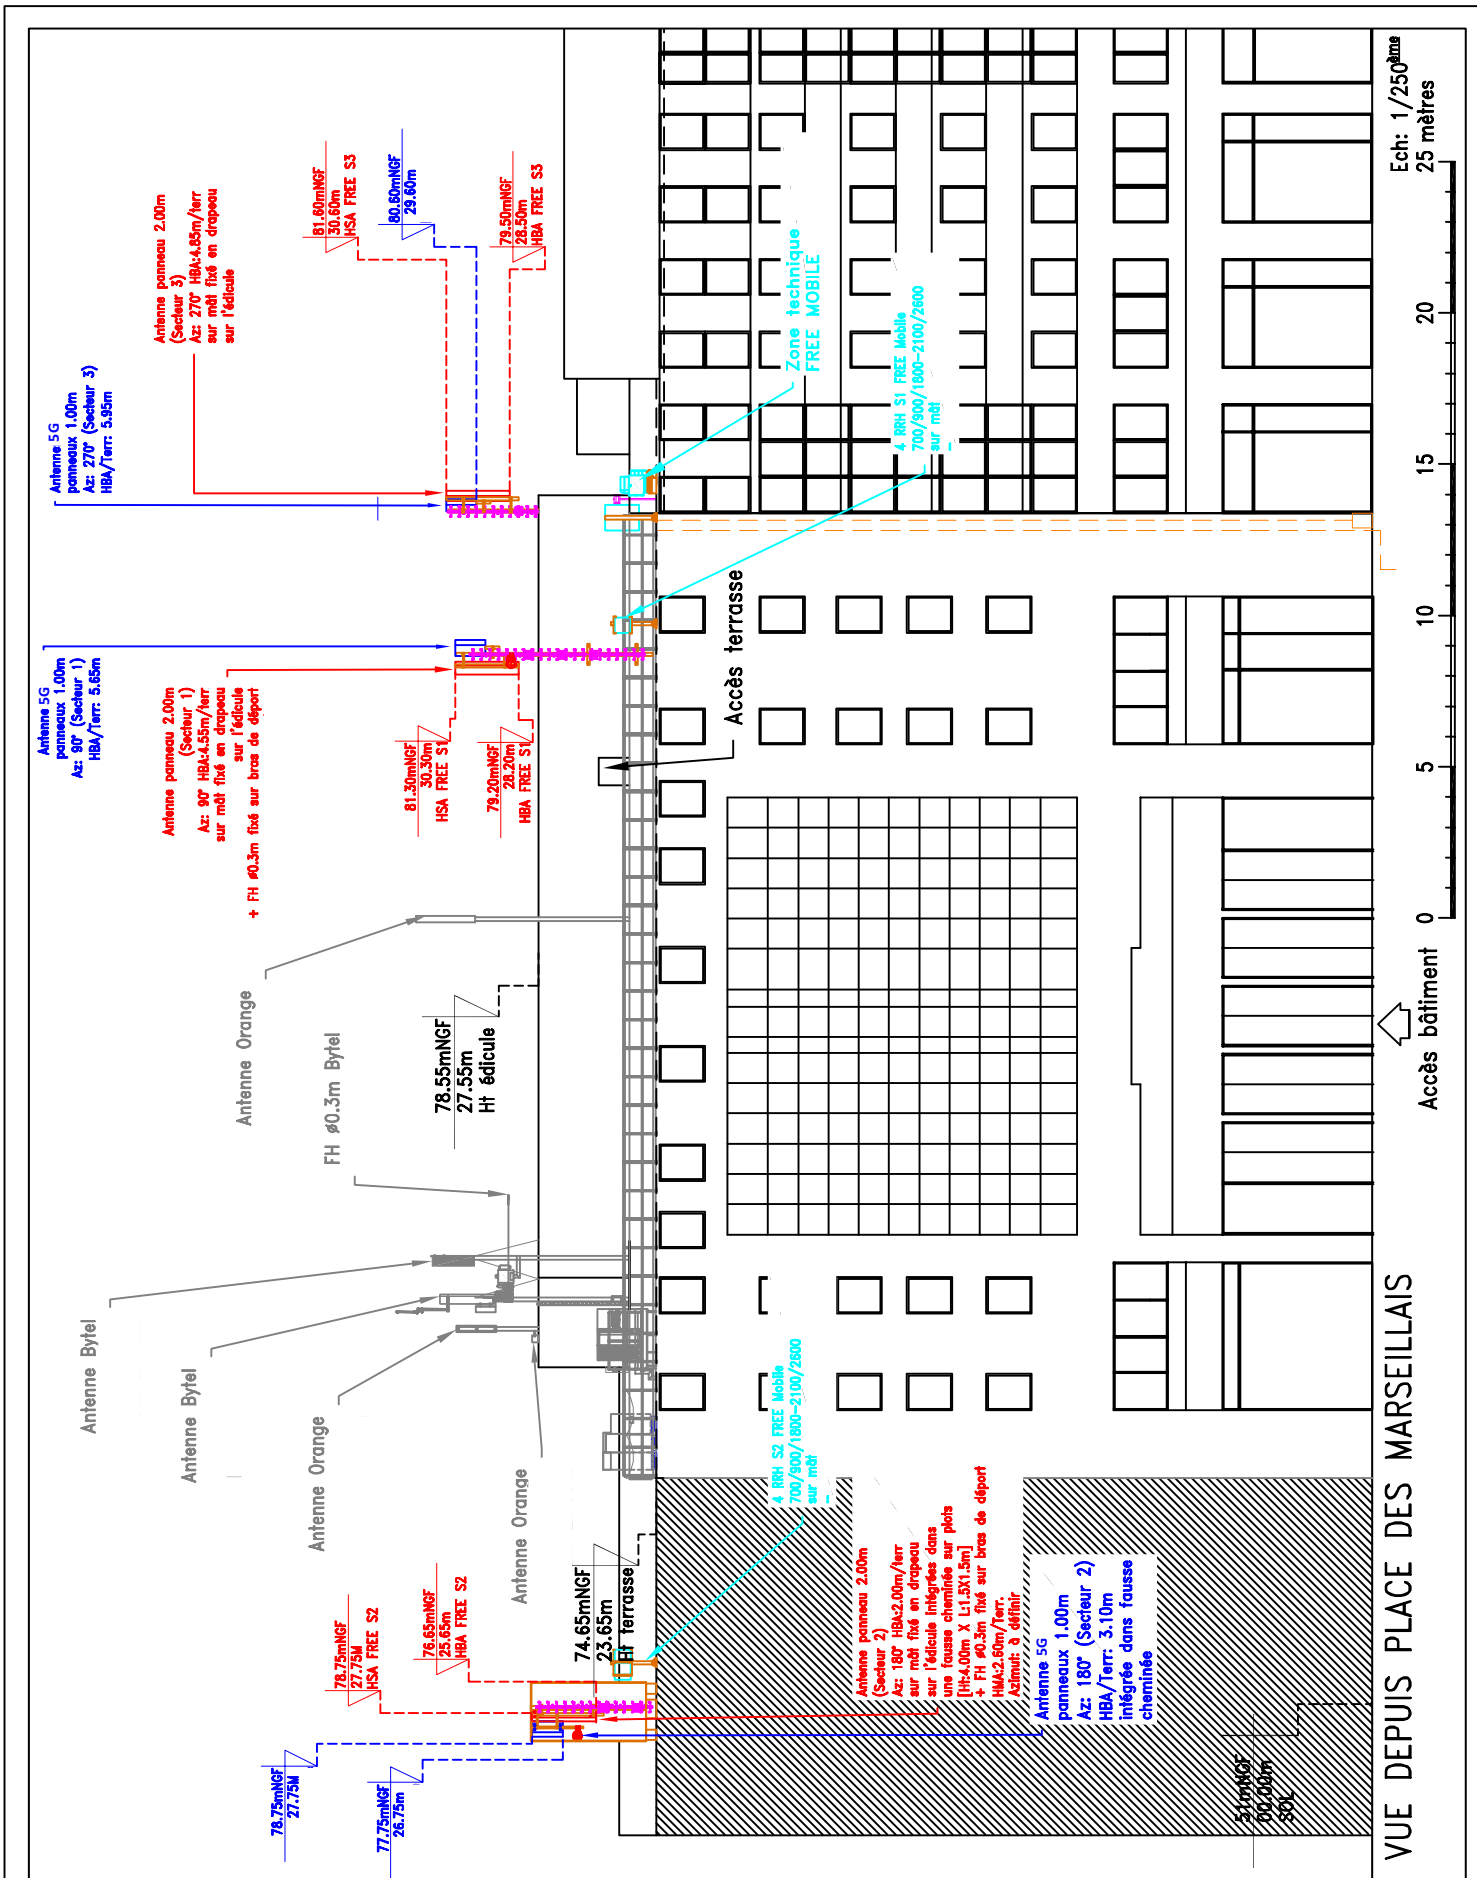 Antenne 5G
panneaux 1.00m
Az: 270° (Secteur 3)
HBA/Terr: 5.95m
Antenne panneau 2.00m
(Secteur 3)
Az: 270° HBA:4.85m/terr
sur mât fixé en drapeau
sur l'édicule
81.60mNGF
30.60m
HSA FREE S3
80.60mNGF
29.60m
79.50mNGF
28.50m
HBA FREE S3
Antenne 5G
panneaux 1.00m
Az: 90° (Secteur 1)
HBA/Terr: 5.65m
Antenne panneau 2.00m
(Secteur 1)
Az: 90° HBA:4.55m/terr
sur mât fixé en drapeau
sur l'édicule
+ FH ø0.3m fixé sur bras de déport
81.30mNGF
30.30m
HSA FREE S1
79.20mNGF
28.20m
HBA FREE S1
Zone technique
FREE MOBILE
4 RRH S1 FREE Mobile
700/900/1800-2100/2600
sur mât
Accès terrasse
Antenne Orange
FH ø0.3m Bytel
78.55mNGF
27.55m
Ht édicule
Antenne Bytel
Antenne Bytel
Antenne Orange
Antenne Orange
74.65mNGF
23.65m
Ht terrasse
4 RRH S2 FREE Mobile
700/900/1800-2100/2600
sur mât
78.75mNGF
27.75M
HSA FREE S2
76.65mNGF
25.65m
HBA FREE S2
78.75mNGF
27.75M
77.75mNGF
26.75m
Antenne panneau 2.00m
(Secteur 2)
Az: 180° HBA:2.00m/terr
sur mât fixé en drapeau
sur l'édicule intégrées dans
une fausse cheminée sur plots
[Ht:4.00m X L:1.5X1.5m]
+ FH ø0.3m fixé sur bras de déport
HMA:2.60m/Terr.
Azimut: à définir
Antenne 5G
panneaux 1.00m
Az: 180° (Secteur 2)
HBA/Terr: 3.10m
intégrée dans fausse
cheminée
51mNGF
00.00m
SOL
Accès bâtiment
Ech: 1/250ème
0 5 10 15 20 25 mètres
VUE DEPUIS PLACE DES MARSEILLAIS